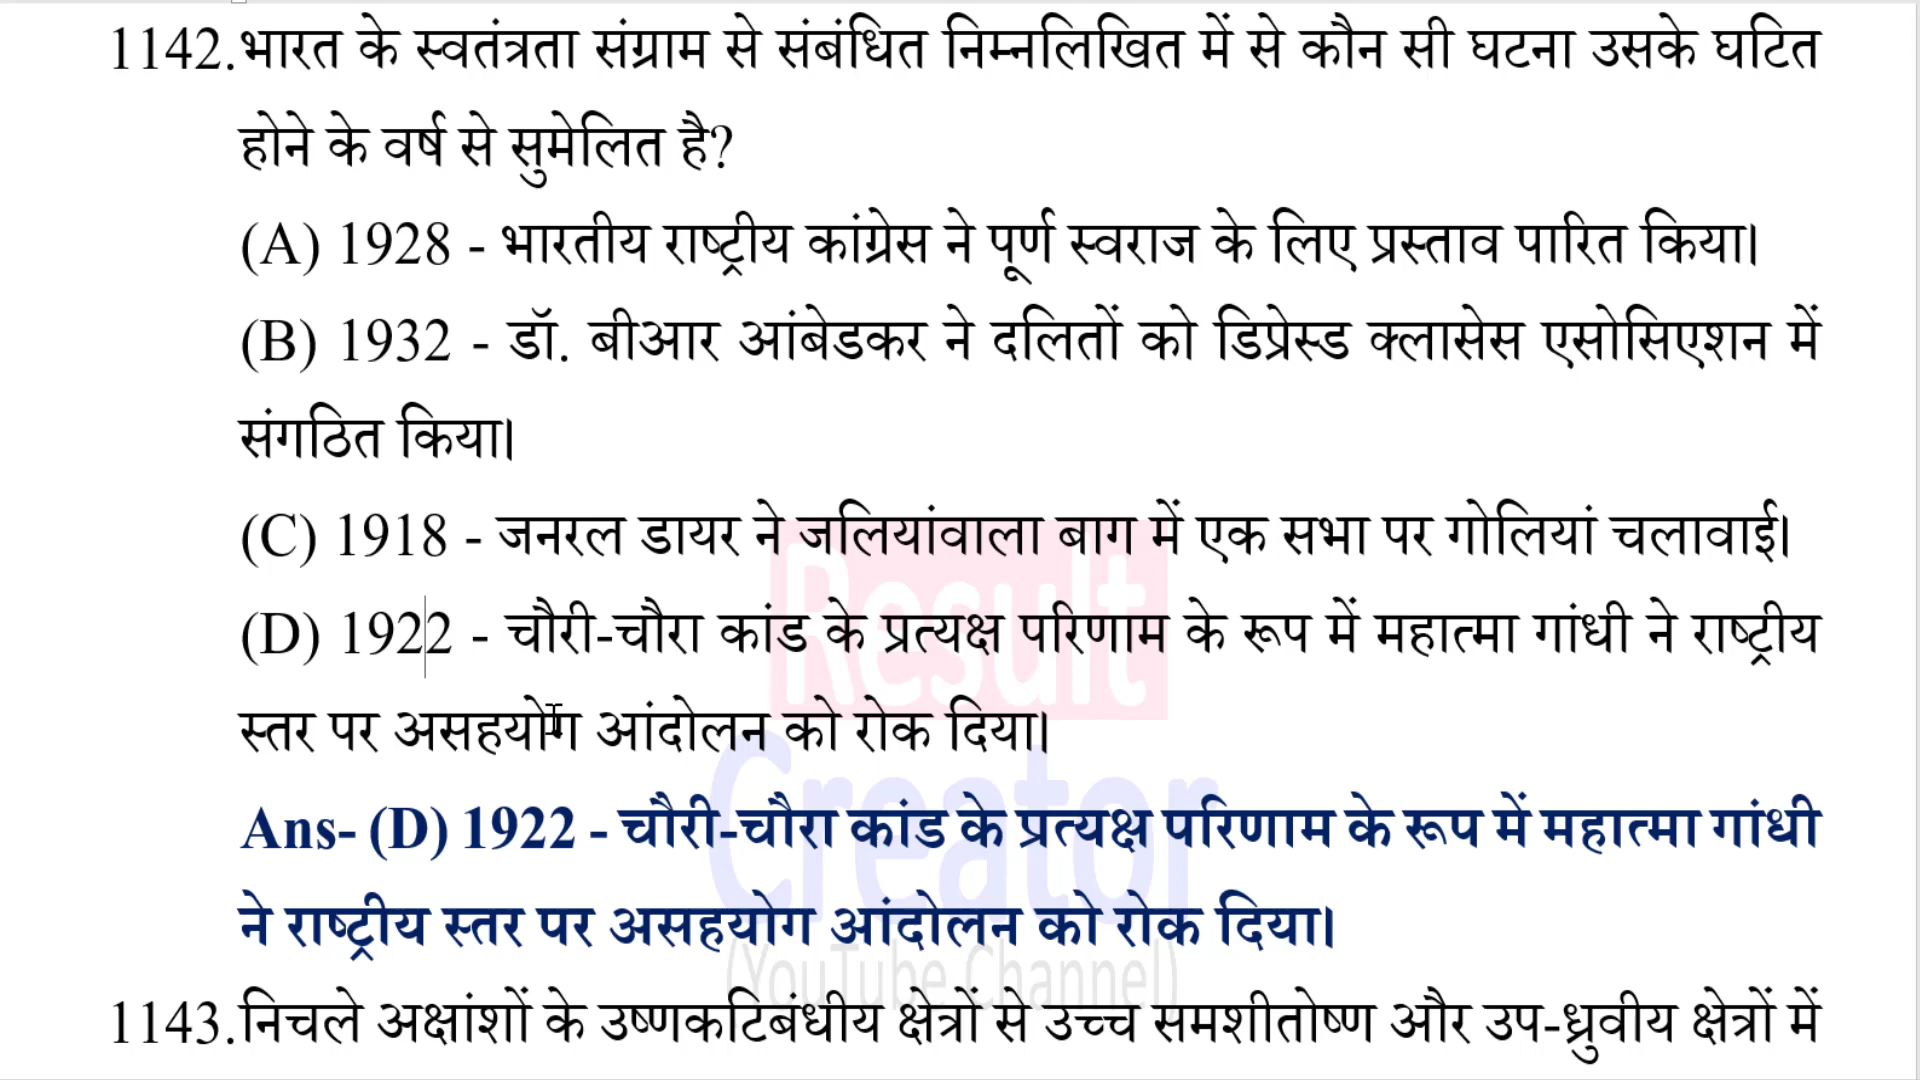 1142.भारत के स्वतंत्रता संग्राम से संबंधित निम्नलिखित में से कौन सी घटना उसके घटित
होने के वर्ष से सुमेलित है?
(A) 1928 - भारतीय राष्ट्रीय कांग्रेस ने पूर्ण स्वराज के लिए प्रस्ताव पारित किया।
(B) 1932 - डॉ. बीआर आंबेडकर ने दलितों को डिप्रेस्ड क्लासेस एसोसिएशन में
संगठित किया।
(C) 1918 - जनरल डायर ने जलियांवाला बाग में एक सभा पर गोलियां चलावाई।
(D) 1922 - चौरी-चौरा कांड के प्रत्यक्ष परिणाम के रूप में महात्मा गांधी ने राष्ट्रीय
स्तर पर असहयोग आंदोलन को रोक दिया।
Ans- (D) 1922 - चौरी-चौरा कांड के प्रत्यक्ष परिणाम के रूप में महात्मा गांधी
ने राष्ट्रीय स्तर पर असहयोग आंदोलन को रोक दिया।
1143.निचले अक्षांशों के उष्णकटिबंधीय क्षेत्रों से उच्च समशीतोष्ण और उप-ध्रुवीय क्षेत्रों में
Result
Creator
(YouTube Channel)